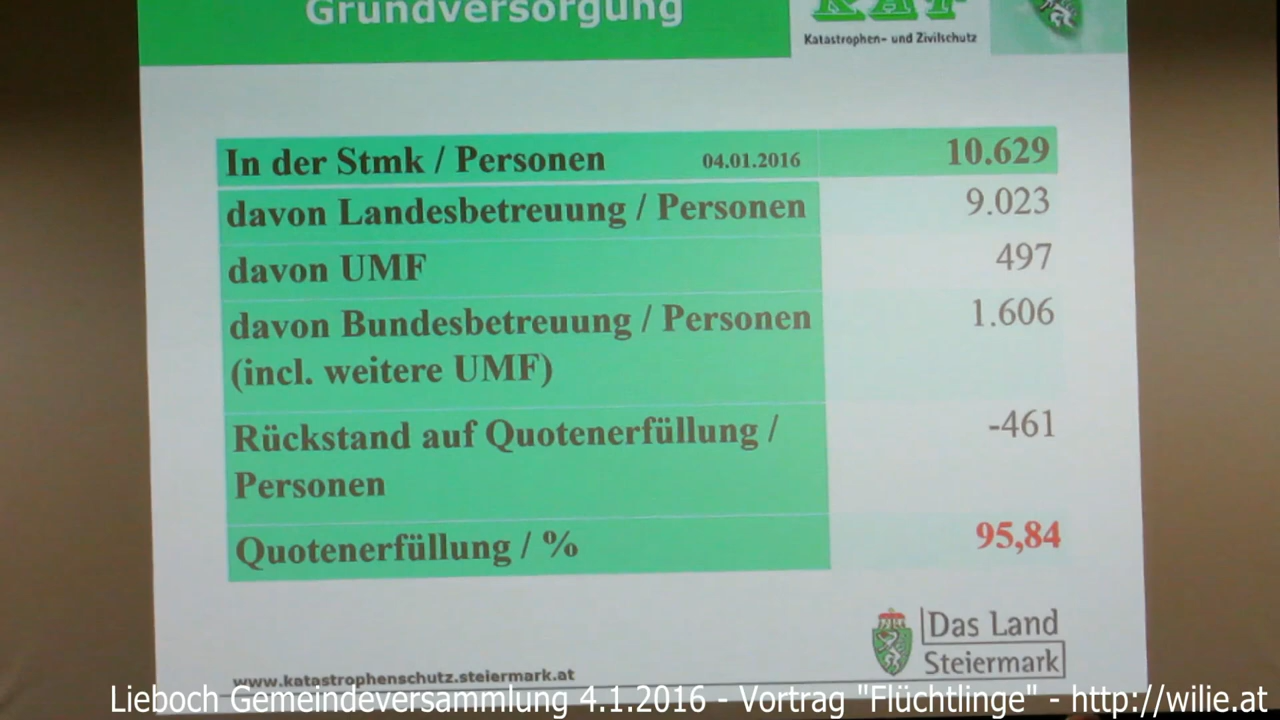 Grundversorgung
KAT
Katastrophen- und Zivilschutz
In der Stmk / Personen 04.01.2016 10.629
davon Landesbetreuung / Personen 9.023
davon UMF 497
davon Bundesbetreuung / Personen 1.606
(incl. weitere UMF)
Rückstand auf Quotenerfüllung / -461
Personen
Quotenerfüllung / % 95,84
Das Land
Steiermark
www.katastrophenschutz.steiermark.at
Lieboch Gemeindeversammlung 4.1.2016 - Vortrag "Flüchtlinge" - http://wilie.at